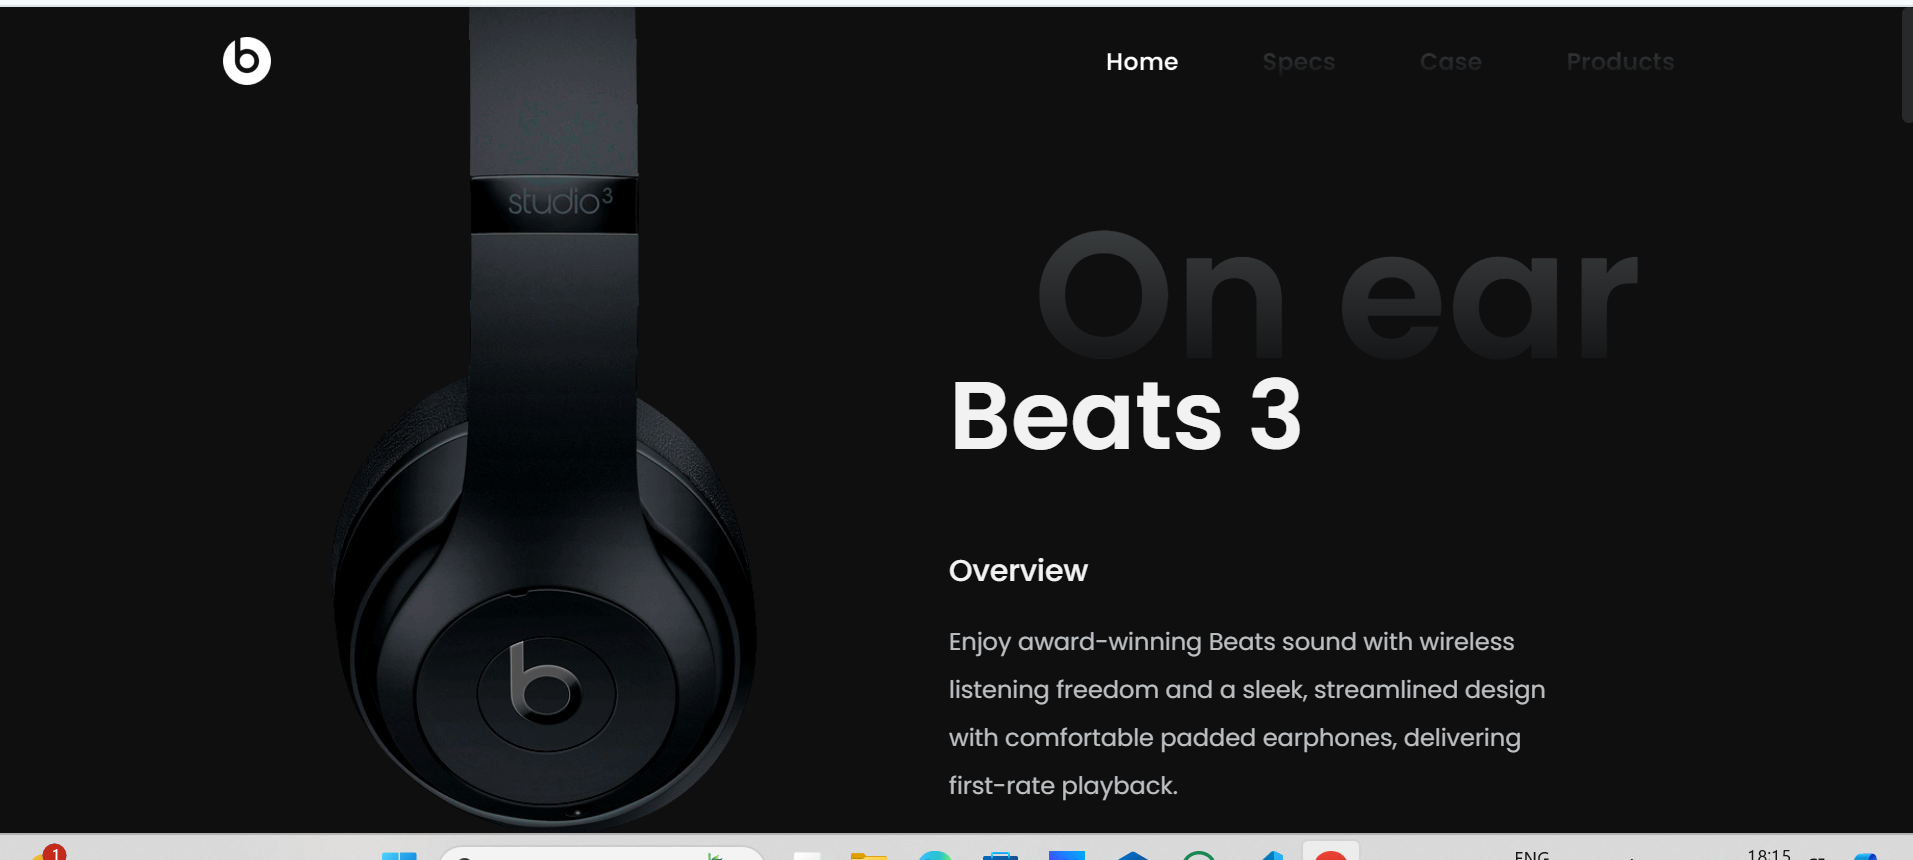 b
Home Specs Case Products
studio3
On ear
Beats 3
Overview
Enjoy award-winning Beats sound with wireless
listening freedom and a sleek, streamlined design
with comfortable padded earphones, delivering
first-rate playback.
b
1
ENG
18:15